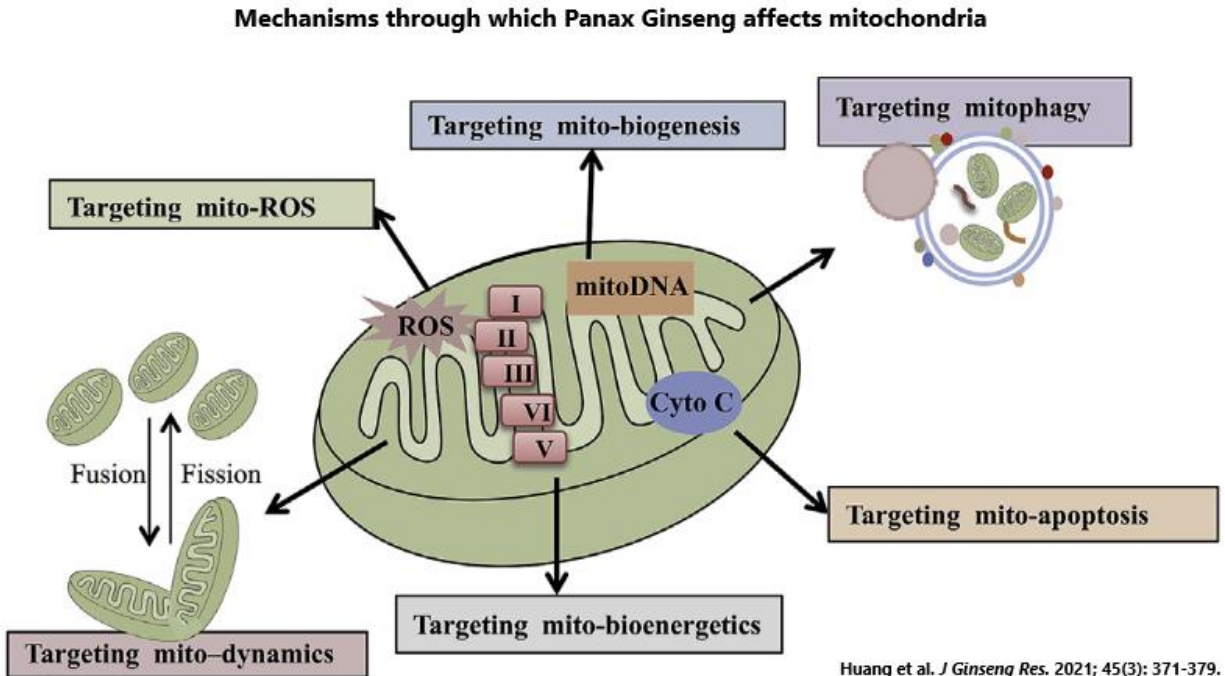 Mechanisms through which Panax Ginseng affects mitochondria
Targeting mitophagy
Targeting mito-biogenesis
Targeting mito-ROS
mitoDNA
I
ROS
II
III
VI
Cyto C
V
Fusion
Fission
Targeting mito-apoptosis
Targeting mito-bioenergetics
Targeting mito–dynamics
Huang et al. J Ginseng Res. 2021; 45(3): 371-379.